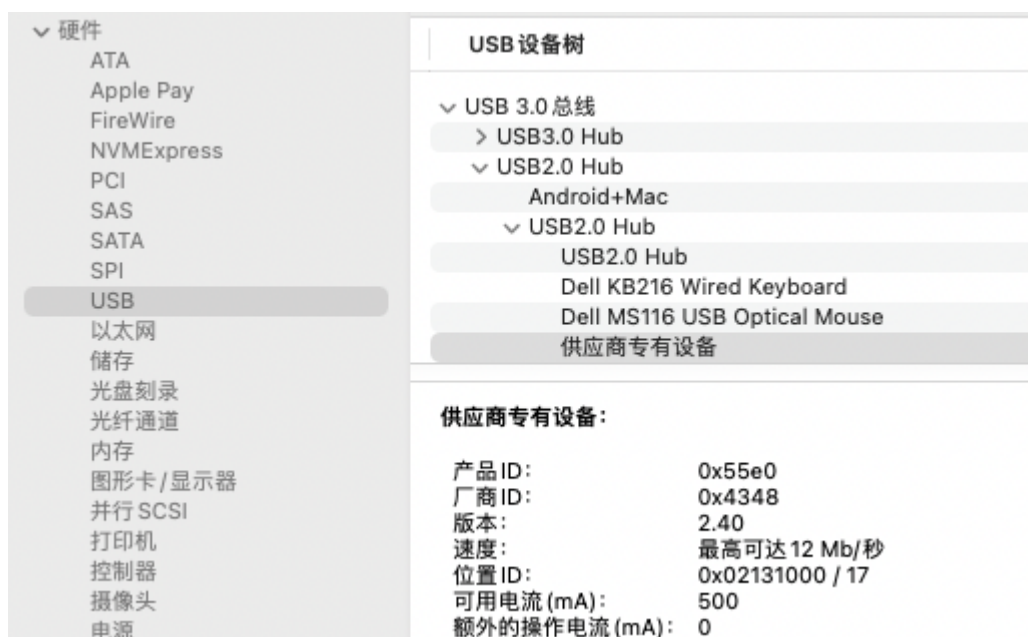 硬件
ATA
Apple Pay
FireWire
NVMExpress
PCI
SAS
SATA
SPI
USB
以太网
储存
光盘刻录
光纤通道
内存
图形卡/显示器
并行SCSI
打印机
控制器
摄像头
电源
USB设备树
USB 3.0总线
USB3.0 Hub
USB2.0 Hub
Android+Mac
USB2.0 Hub
USB2.0 Hub
Dell KB216 Wired Keyboard
Dell MS116 USB Optical Mouse
供应商专有设备
供应商专有设备：
产品ID： 0x55e0
厂商ID： 0x4348
版本： 2.40
速度： 最高可达12 Mb/秒
位置ID： 0x02131000 / 17
可用电流(mA)： 500
额外的操作电流(mA)： 0